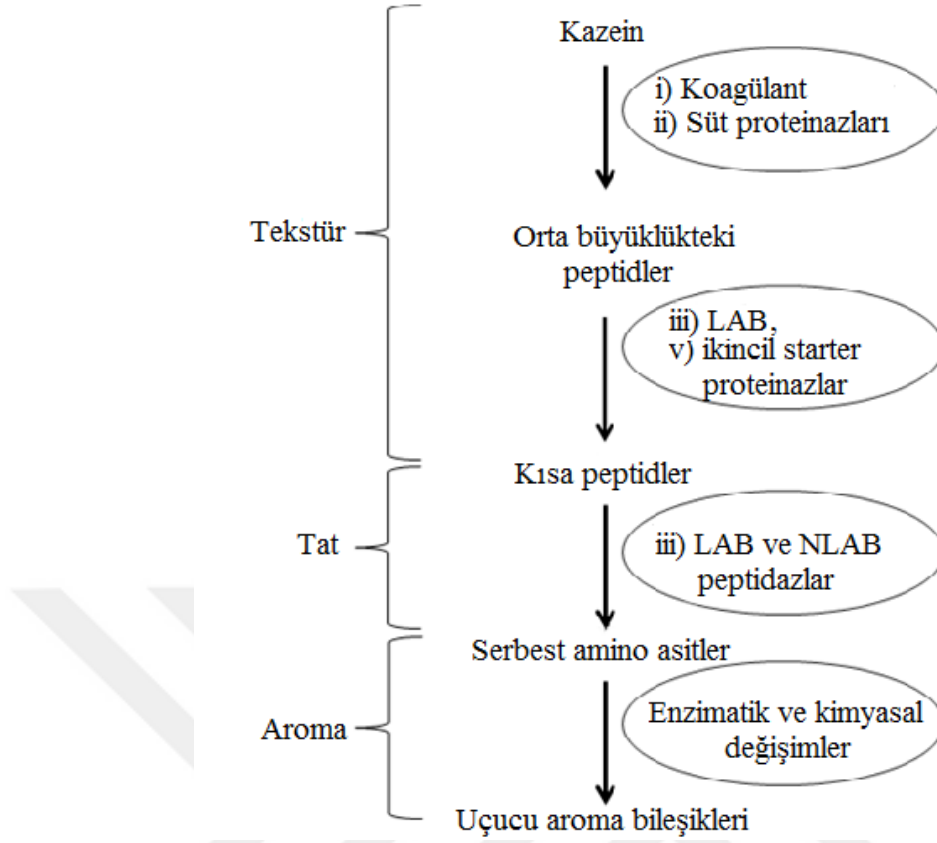 Kazein
i) Koagülant
ii) Süt proteinazları
Tekstür
Orta büyüklükteki
peptidler
iii) LAB,
v) ikincil starter
proteinazlar
Kısa peptidler
Tat
iii) LAB ve NLAB
peptidazlar
Serbest amino asitler
Aroma
Enzimatik ve kimyasal
değişimler
Uçucu aroma bileşikleri